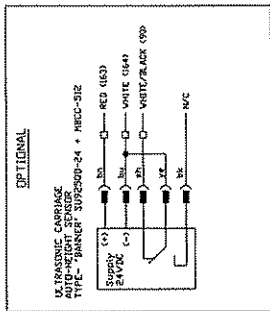 OPTIONAL
ULTRASONIC CARRIAGE
AUTO-HEIGHT SENSOR
TYPE- 'BANNER' SU925QD-24 + MBCC-512
RED (163)
WHITE (164)
WHITE/BLACK (90)
N/C
bn
bu
wh
ye
bk
(+)
(-)
Supply
24VDC